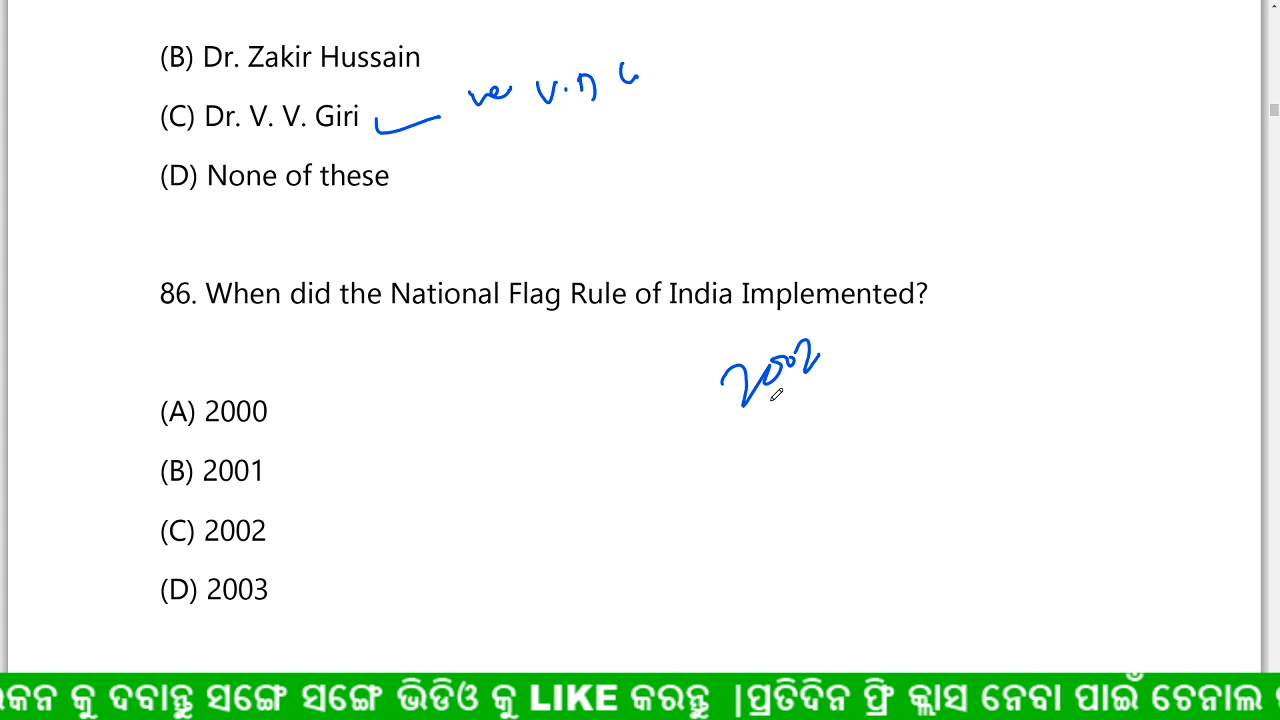 (B) Dr. Zakir Hussain
(C) Dr. V. V. Giri
(D) None of these
86. When did the National Flag Rule of India Implemented?
2002
(A) 2000
(B) 2001
(C) 2002
(D) 2003
କନ କୁ ଦବାନ୍ତୁ ସଙ୍ଗେ ସଙ୍ଗେ ଭିଡିଓ କୁ LIKE କରନ୍ତୁ |ପ୍ରତିଦିନ ଫ୍ରି କ୍ଲାସ ନେବା ପାଇଁ ଚେନାଲ